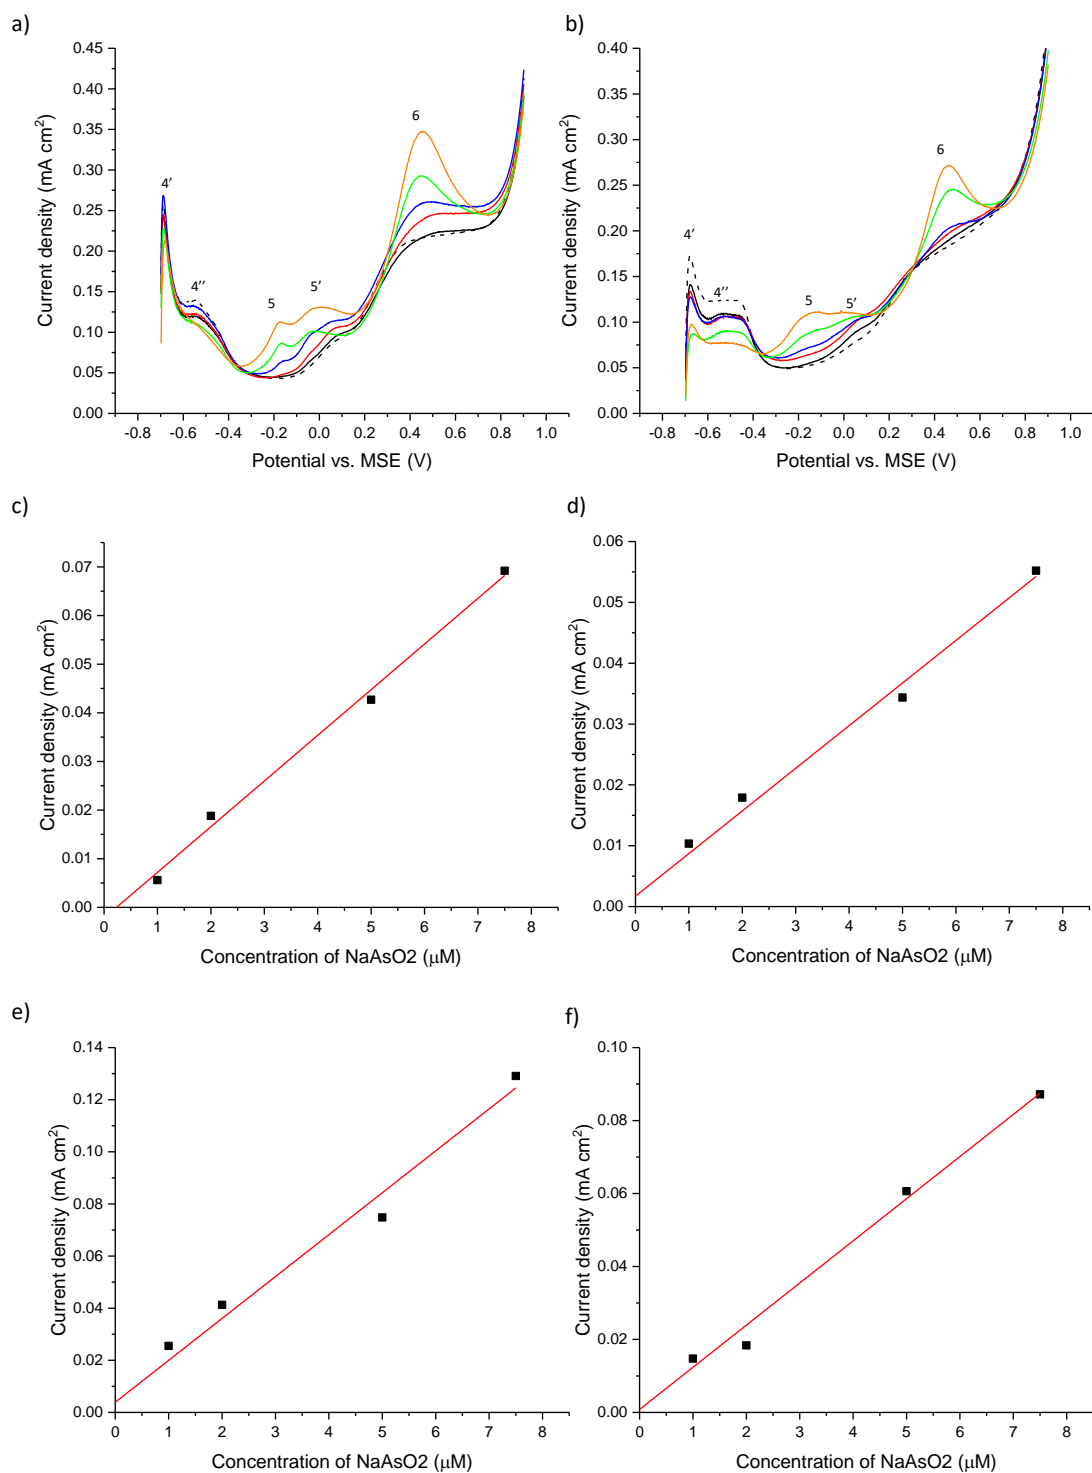 a)
0.45
0.40
0.35
0.30
0.25
0.20
0.15
0.10
0.05
0.00
Current density (mA cm²)
4'
4''
5
5'
6
-0.8 -0.6 -0.4 -0.2 0.0 0.2 0.4 0.6 0.8 1.0
Potential vs. MSE (V)
b)
0.40
0.35
0.30
0.25
0.20
0.15
0.10
0.05
0.00
Current density (mA cm²)
4'
4''
5
5'
6
-0.8 -0.6 -0.4 -0.2 0.0 0.2 0.4 0.6 0.8 1.0
Potential vs. MSE (V)
c)
0.07
0.06
0.05
0.04
0.03
0.02
0.01
0.00
Current density (mA cm²)
0 1 2 3 4 5 6 7 8
Concentration of NaAsO2 (μM)
d)
0.06
0.05
0.04
0.03
0.02
0.01
0.00
Current density (mA cm²)
0 1 2 3 4 5 6 7 8
Concentration of NaAsO2 (μM)
e)
0.14
0.12
0.10
0.08
0.06
0.04
0.02
0.00
Current density (mA cm²)
0 1 2 3 4 5 6 7 8
Concentration of NaAsO2 (μM)
f)
0.10
0.08
0.06
0.04
0.02
0.00
Current density (mA cm²)
0 1 2 3 4 5 6 7 8
Concentration of NaAsO2 (μM)